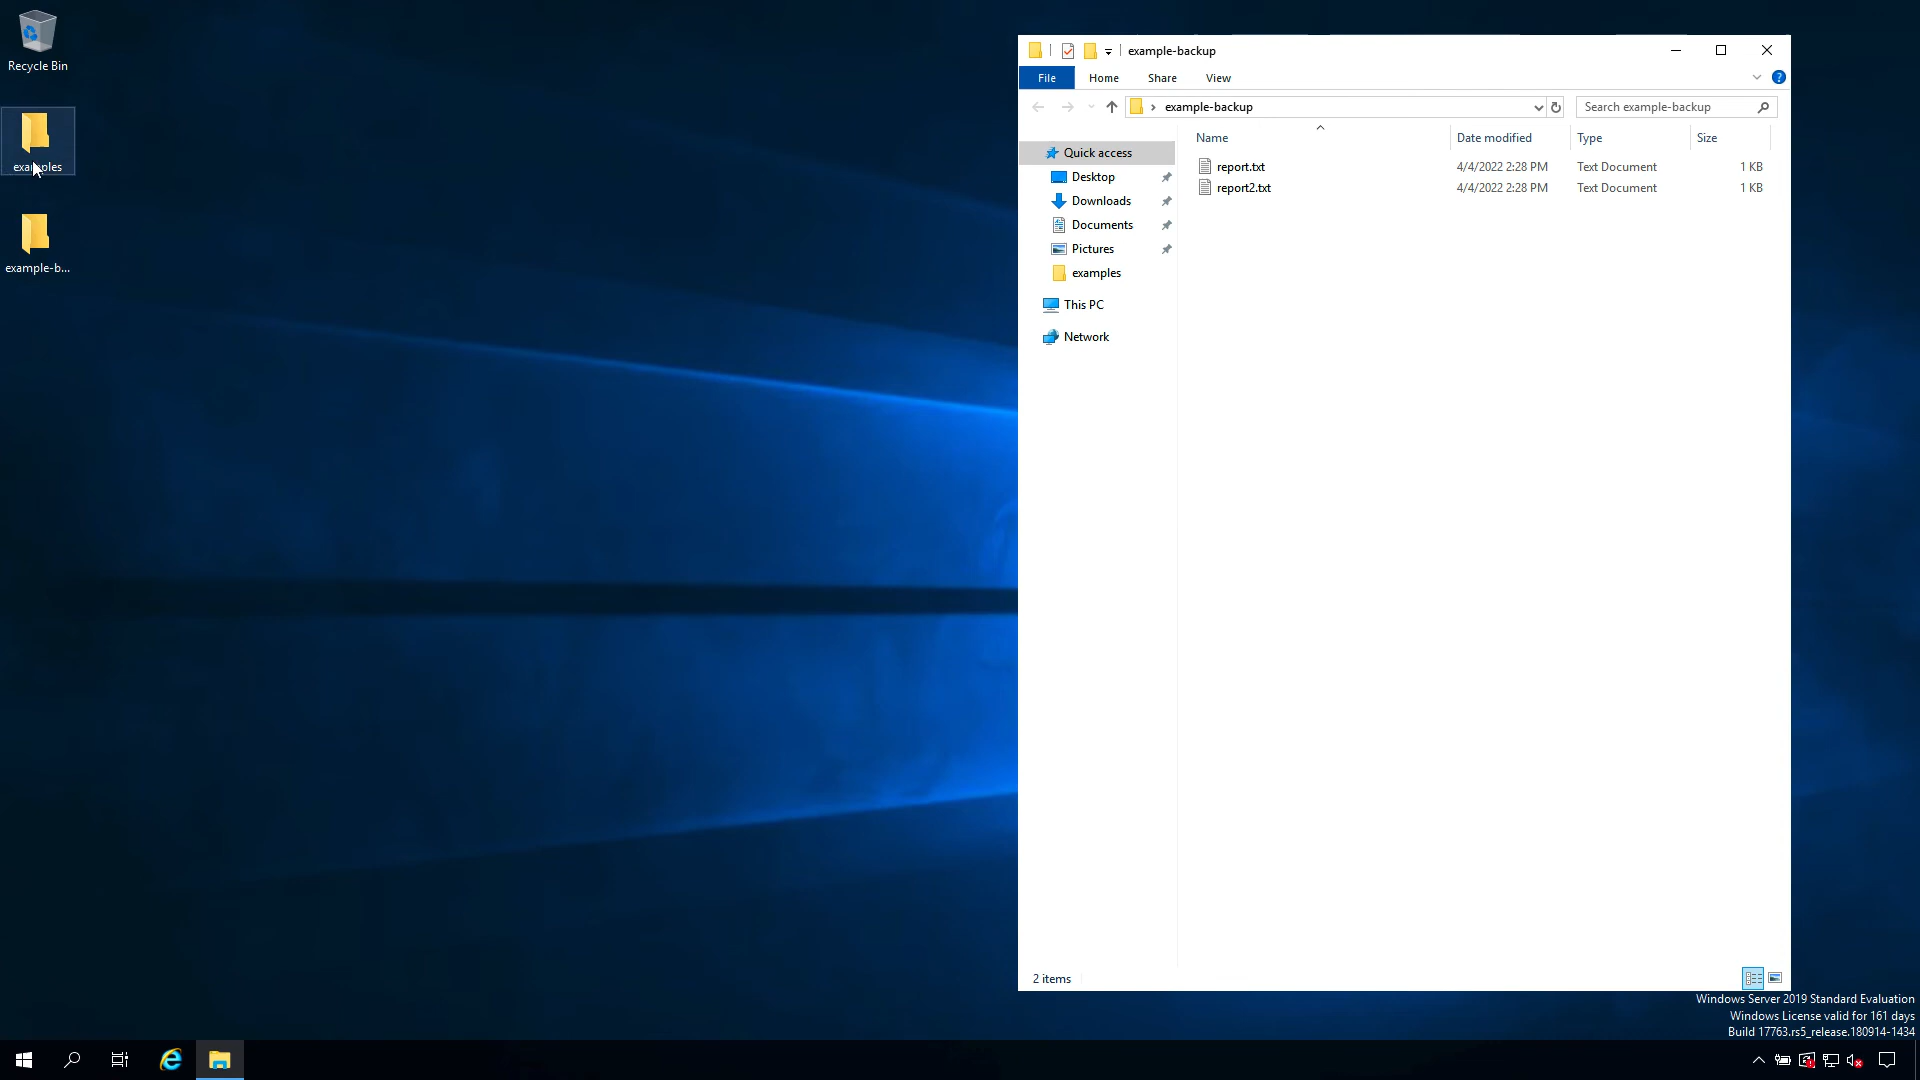 Recycle Bin
examples
example-b...
example-backup
File Home Share View
example-backup
Search example-backup
Name Date modified Type Size
report.txt 4/4/2022 2:28 PM Text Document 1 KB
report2.txt 4/4/2022 2:28 PM Text Document 1 KB
Quick access
Desktop
Downloads
Documents
Pictures
examples
This PC
Network
2 items
Windows Server 2019 Standard Evaluation
Windows License valid for 161 days
Build 17763.rs5_release.180914-1434